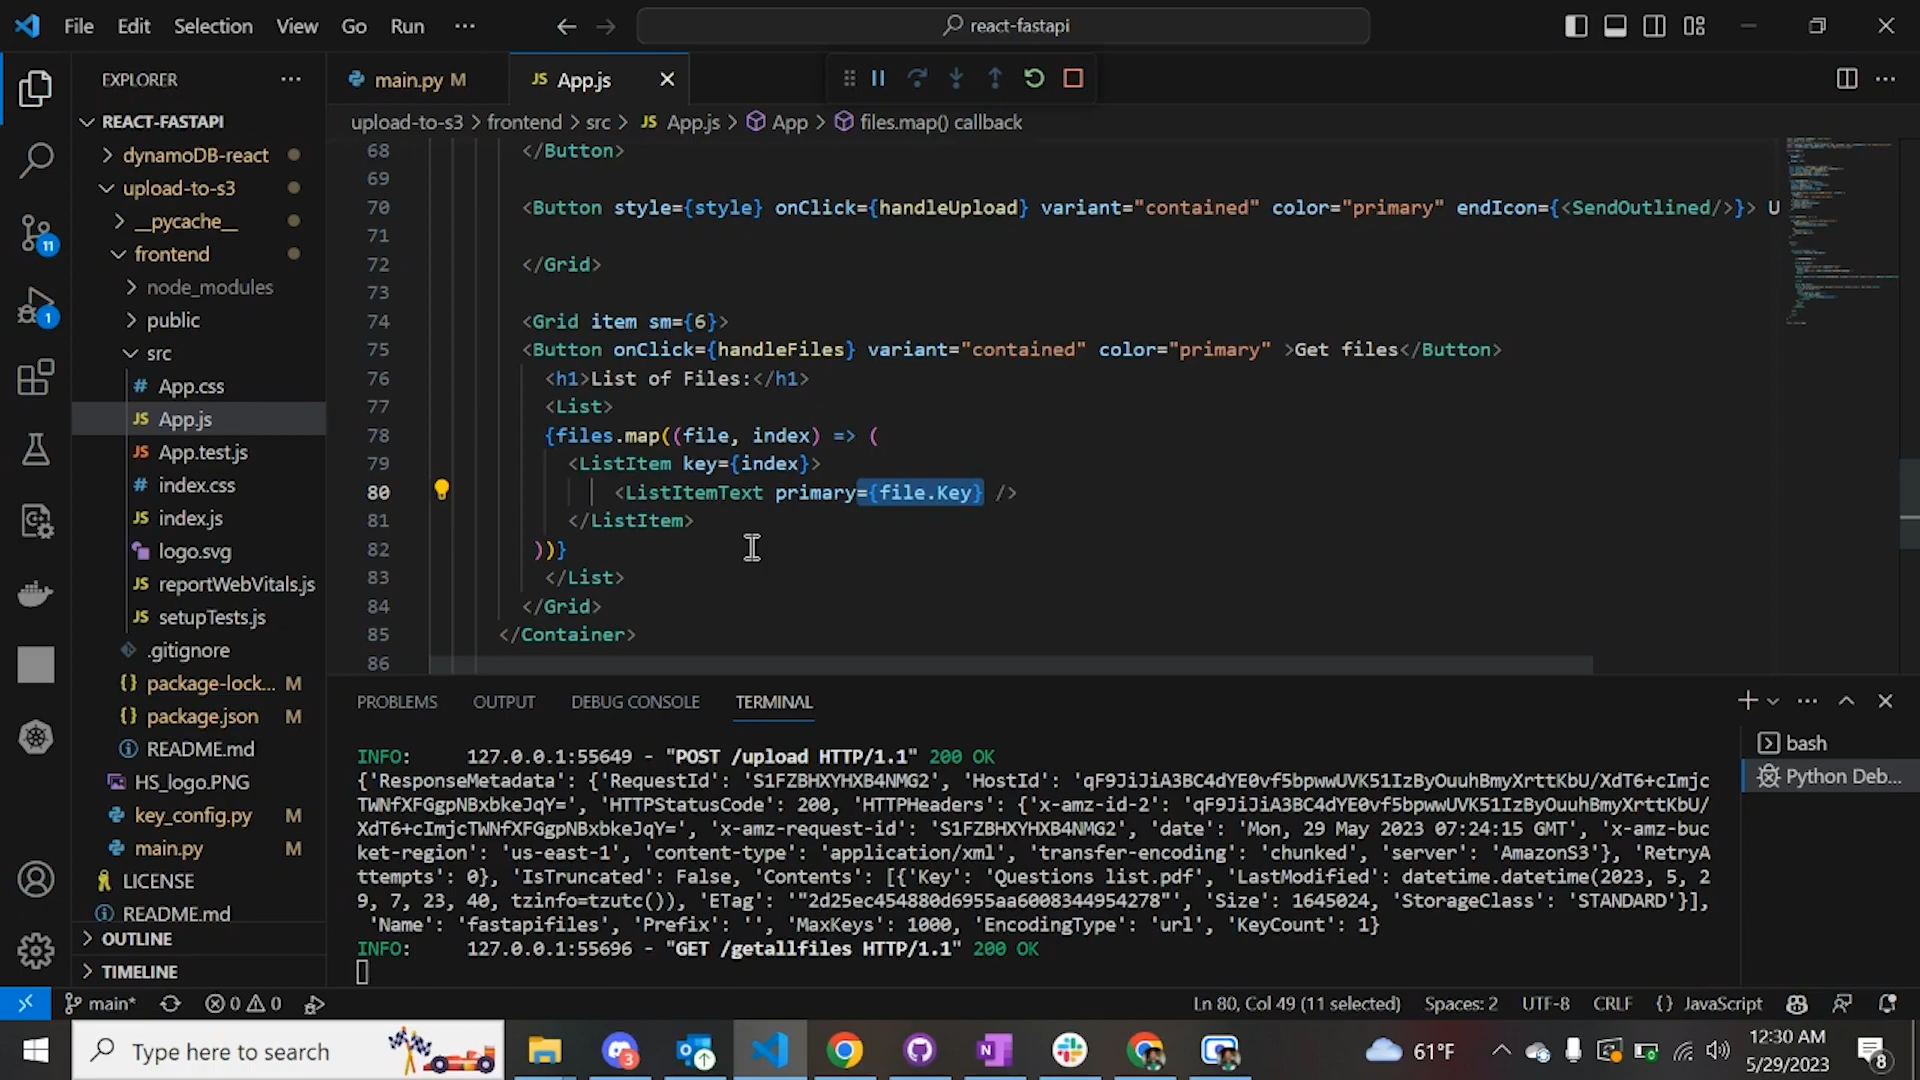 File Edit Selection View Go Run ···
react-fastapi
EXPLORER ···
main.py M
JS App.js
REACT-FASTAPI
upload-to-s3 > frontend > src > JS App.js > App > files.map() callback
dynamoDB-react
upload-to-s3
__pycache__
frontend
node_modules
public
src
# App.css
JS App.js
JS App.test.js
# index.css
JS index.js
logo.svg
JS reportWebVitals.js
JS setupTests.js
.gitignore
{} package-lock... M
{} package.json M
README.md
HS_logo.PNG
key_config.py M
main.py M
LICENSE
README.md
OUTLINE
TIMELINE
11
1
68 </Button>
69
70 <Button style={style} onClick={handleUpload} variant="contained" color="primary" endIcon={<SendOutlined/>}> U
71
72 </Grid>
73
74 <Grid item sm={6}>
75 <Button onClick={handleFiles} variant="contained" color="primary" >Get files</Button>
76 <h1>List of Files:</h1>
77 <List>
78 {files.map((file, index) => (
79 <ListItem key={index}>
80 <ListItemText primary={file.Key} />
81 </ListItem>
82 ))}
83 </List>
84 </Grid>
85 </Container>
86
PROBLEMS OUTPUT DEBUG CONSOLE TERMINAL
bash
Python Deb...
INFO: 127.0.0.1:55649 - "POST /upload HTTP/1.1" 200 OK
{'ResponseMetadata': {'RequestId': 'S1FZBHXYHXB4NMG2', 'HostId': 'qF9JiJiA3BC4dYE0vf5bpwwUVK51IzByOuuhBmyXrttKbU/XdT6+cImjc
TWNfXFGgpNBxbkeJqY=', 'HTTPStatusCode': 200, 'HTTPHeaders': {'x-amz-id-2': 'qF9JiJiA3BC4dYE0vf5bpwwUVK51IzByOuuhBmyXrttKbU/
XdT6+cImjcTWNfXFGgpNBxbkeJqY=', 'x-amz-request-id': 'S1FZBHXYHXB4NMG2', 'date': 'Mon, 29 May 2023 07:24:15 GMT', 'x-amz-buc
ket-region': 'us-east-1', 'content-type': 'application/xml', 'transfer-encoding': 'chunked', 'server': 'AmazonS3'}, 'RetryA
ttempts': 0}, 'IsTruncated': False, 'Contents': [{'Key': 'Questions list.pdf', 'LastModified': datetime.datetime(2023, 5, 2
9, 7, 23, 40, tzinfo=tzutc()), 'ETag': '"2d25ec454880d6955aa6008344954278"', 'Size': 1645024, 'StorageClass': 'STANDARD'}],
'Name': 'fastapifiles', 'Prefix': '', 'MaxKeys': 1000, 'EncodingType': 'url', 'KeyCount': 1}
INFO: 127.0.0.1:55696 - "GET /getallfiles HTTP/1.1" 200 OK
main* 0 0
Ln 80, Col 49 (11 selected) Spaces: 2 UTF-8 CRLF {} JavaScript
Type here to search
3
61°F
12:30 AM
5/29/2023
8